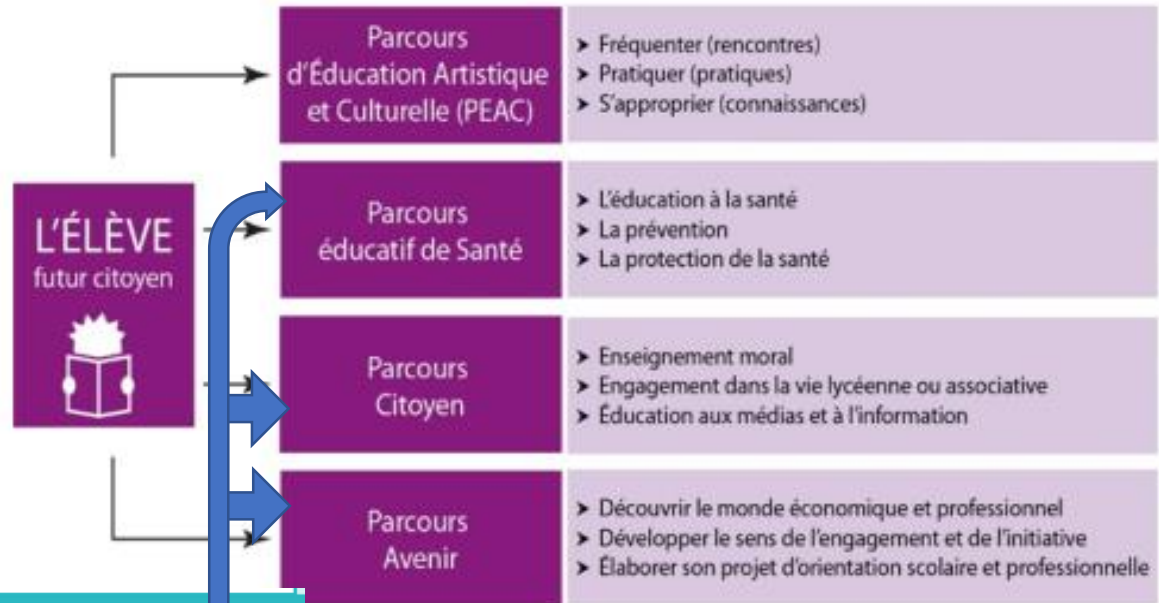 Parcours
d'Éducation Artistique
et Culturelle (PEAC)
➤ Fréquenter (rencontres)
➤ Pratiquer (pratiques)
➤ S'approprier (connaissances)
L'ÉLÈVE
futur citoyen
Parcours
éducatif de Santé
➤ L'éducation à la santé
➤ La prévention
➤ La protection de la santé
Parcours
Citoyen
➤ Enseignement moral
➤ Engagement dans la vie lycéenne ou associative
➤ Éducation aux médias et à l'information
Parcours
Avenir
➤ Découvrir le monde économique et professionnel
➤ Développer le sens de l'engagement et de l'initiative
➤ Élaborer son projet d'orientation scolaire et professionnelle